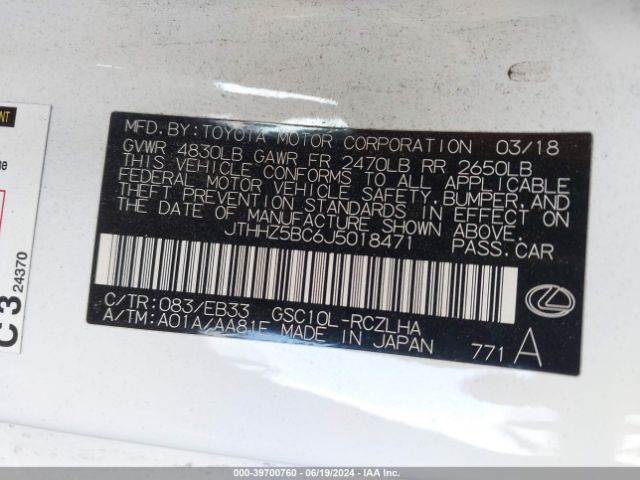 MFD.BY:TOYOTA MOTOR CORPORATION 03/18
GVWR 4830LB GAWR FR 2470LB RR 2650LB
THIS VEHICLE CONFORMS TO ALL APPLICABLE
FEDERAL MOTOR VEHICLE SAFETY,BUMPER,AND
THEFT PREVENTION STANDARDS IN EFFECT ON
THE DATE OF MANUFACTURE SHOWN ABOVE.
JTHHZ5BC6J5018471 PASS.CAR
C/TR:083/EB33 GSC10L-RCZLHA
A/TM:A01A/AA81E MADE IN JAPAN 771A
C3
24370
000-39700760 | 06/19/2024 | IAA Inc.